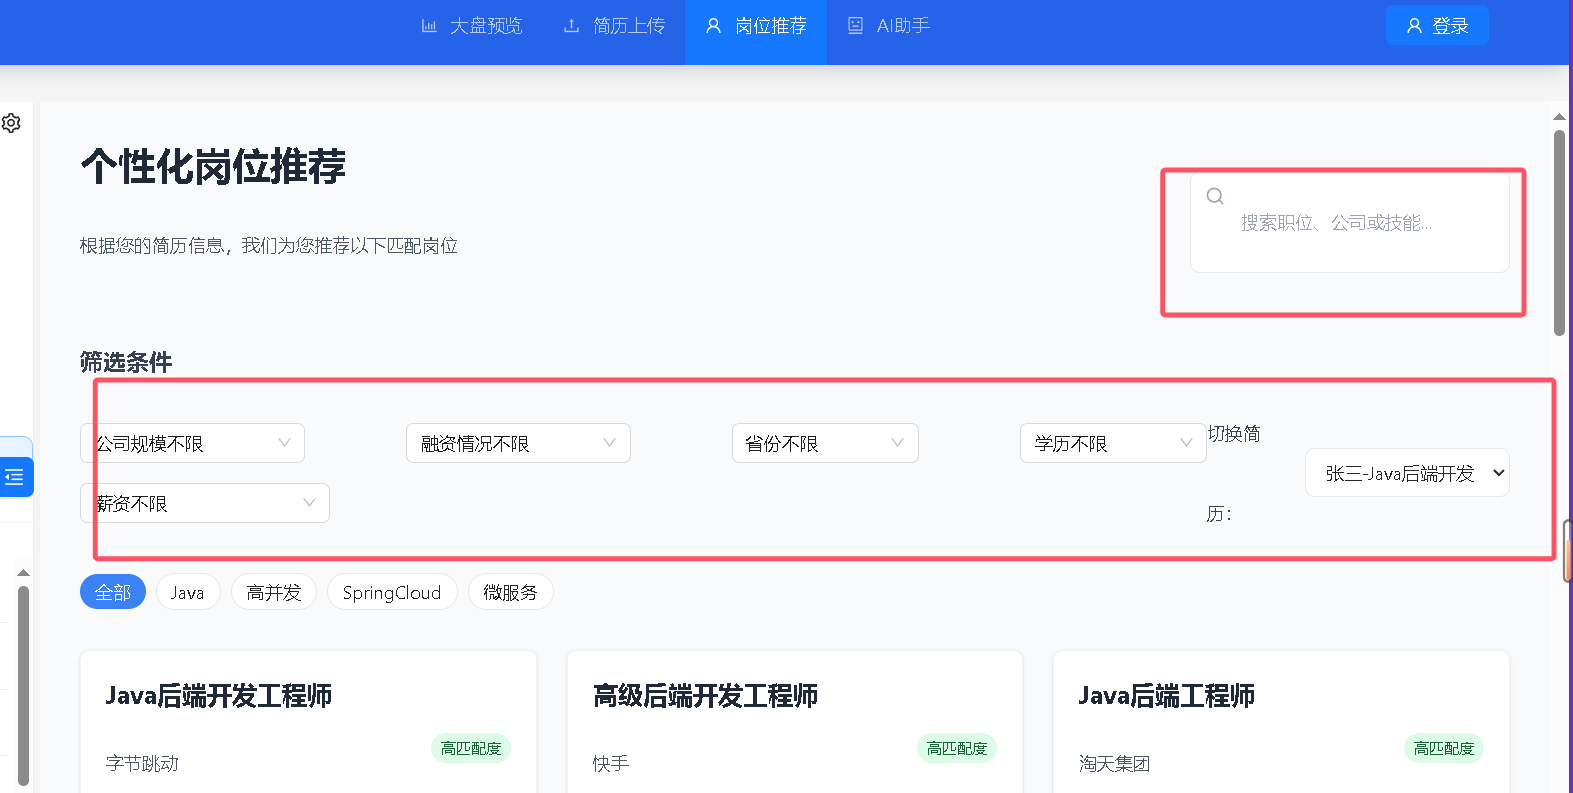 大盘预览
简历上传
岗位推荐
AI助手
登录
个性化岗位推荐
搜索职位、公司或技能...
根据您的简历信息，我们为您推荐以下匹配岗位
筛选条件
公司规模不限
融资情况不限
省份不限
学历不限
切换简
历：
张三-Java后端开发
薪资不限
全部
Java
高并发
SpringCloud
微服务
Java后端开发工程师
高匹配度
字节跳动
高级后端开发工程师
高匹配度
快手
Java后端工程师
高匹配度
淘天集团